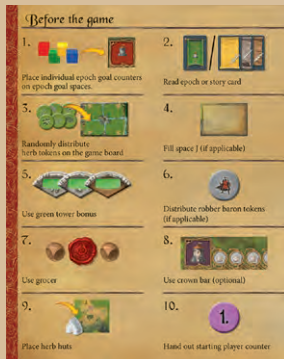 Before the game
1.
Place individual epoch goal counters
on epoch goal spaces.
2.
Read epoch or story card
3.
Randomly distribute
herb tokens on the game board
4.
Fill space J (if applicable)
5.
Use green tower bonus
6.
Distribute robber baron tokens
(if applicable)
7.
Use grocer
8.
Use crown bar (optional)
9.
Place herb huts
10.
1.
Hand out starting player counter